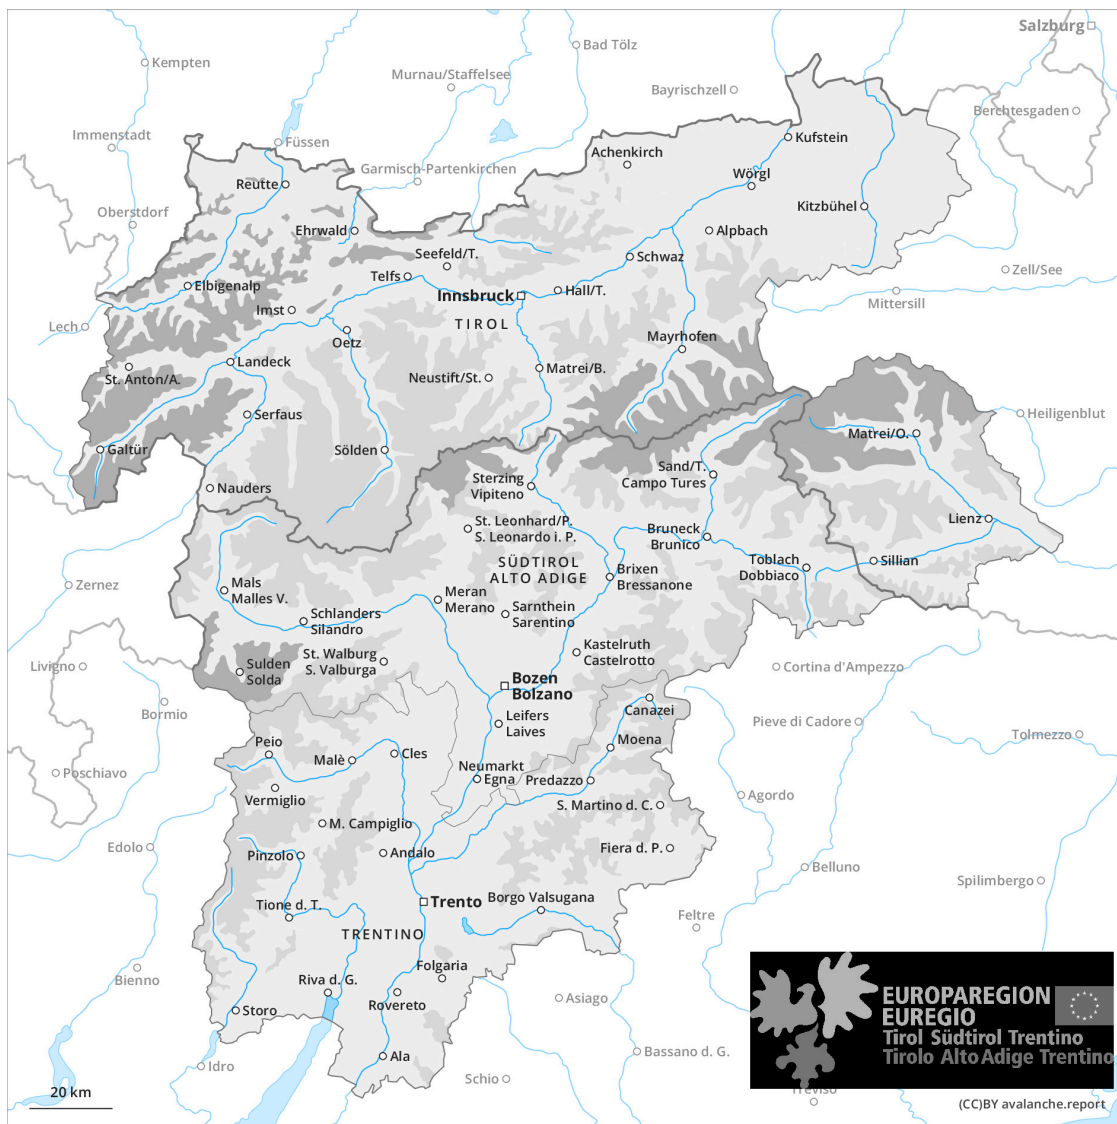 Salzburg
Bad Tölz
Kempten
Murnau/Staffelsee
Bayrischzell
Berchtesgaden
Immenstadt
Füssen
Kufstein
Achenkirch
Garmisch-Partenkirchen
Wörgl
Reutte
Kitzbühel
Oberstdorf
Ehrwald
Alpbach
Seefeld/T.
Schwaz
Telfs
Zell/See
Elbigenalp
Innsbruck
Hall/T.
Mittersill
Imst
TIROL
Lech
Oetz
Mayrhofen
Landeck
Matrei/B.
St. Anton/A.
Neustift/St.
Serfaus
Heiligenblut
Matrei/O.
Galtür
Sölden
Sand/T.
Campo Tures
Sterzing
Vipiteno
Nauders
St. Leonhard/P.
S. Leonardo i. P.
Lienz
Bruneck
Brunico
SÜDTIROL
ALTO ADIGE
Toblach
Dobbiaco
Sillian
Brixen
Bressanone
Zernez
Mals
Malles V.
Meran
Merano
Schlanders
Silandro
Sarnthein
Sarentino
Kastelruth
Castelrotto
St. Walburg
S. Valburga
Livigno
Sulden
Solda
Cortina d'Ampezzo
Bozen
Bolzano
Canazei
Bormio
Leifers
Laives
Pieve di Cadore
Moena
Tolmezzo
Peio
Malè
Cles
Neumarkt
Egna
Predazzo
Poschiavo
Vermiglio
S. Martino d. C.
Agordo
M. Campiglio
Edolo
Pinzolo
Andalo
Fiera d. P.
Belluno
Spilimbergo
Tione d. T.
Trento
Borgo Valsugana
Feltre
TRENTINO
Bienno
Folgaria
Riva d. G.
Rovereto
Asiago
Storo
EUROPAREGION
EUREGIO
Tirol Südtirol Trentino
Tirolo Alto Adige Trentino
Ala
Idro
Bassano d. G.
Schio
20 km
Treviso
(CC)BY avalanche.report